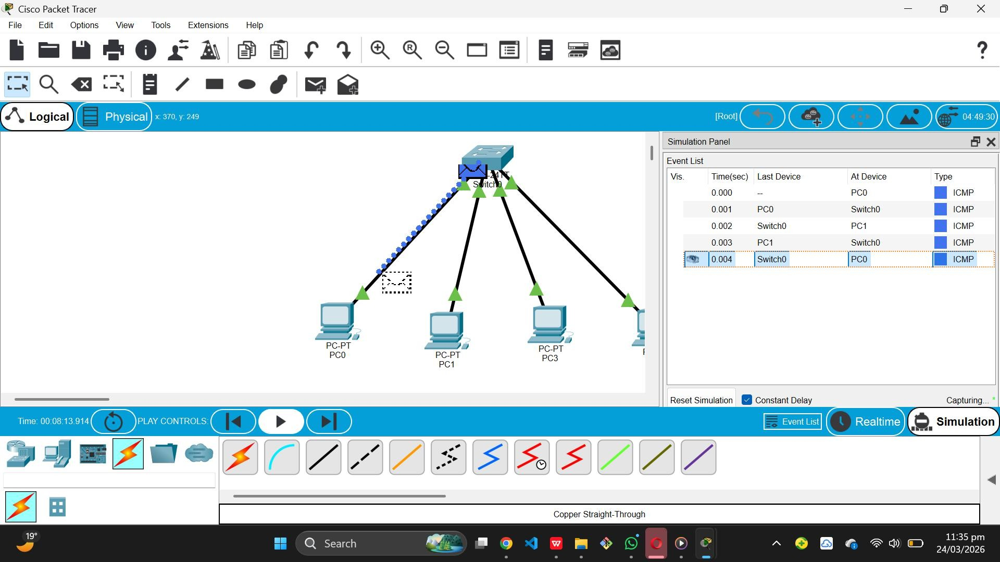 Cisco Packet Tracer
File Edit Options View Tools Extensions Help
Logical Physical x: 370, y: 249 [Root] 04:49:30
Simulation Panel
Event List
Vis. Time(sec) Last Device At Device Type
0.000 -- PC0 ICMP
0.001 PC0 Switch0 ICMP
0.002 Switch0 PC1 ICMP
0.003 PC1 Switch0 ICMP
0.004 Switch0 PC0 ICMP
-24TT
Switch0
PC-PT
PC0
PC-PT
PC1
PC-PT
PC3
Reset Simulation Constant Delay Capturing... *
Time: 00:08:13.914 PLAY CONTROLS: Event List Realtime Simulation
Copper Straight-Through
19°
Search
11:35 pm
24/03/2026